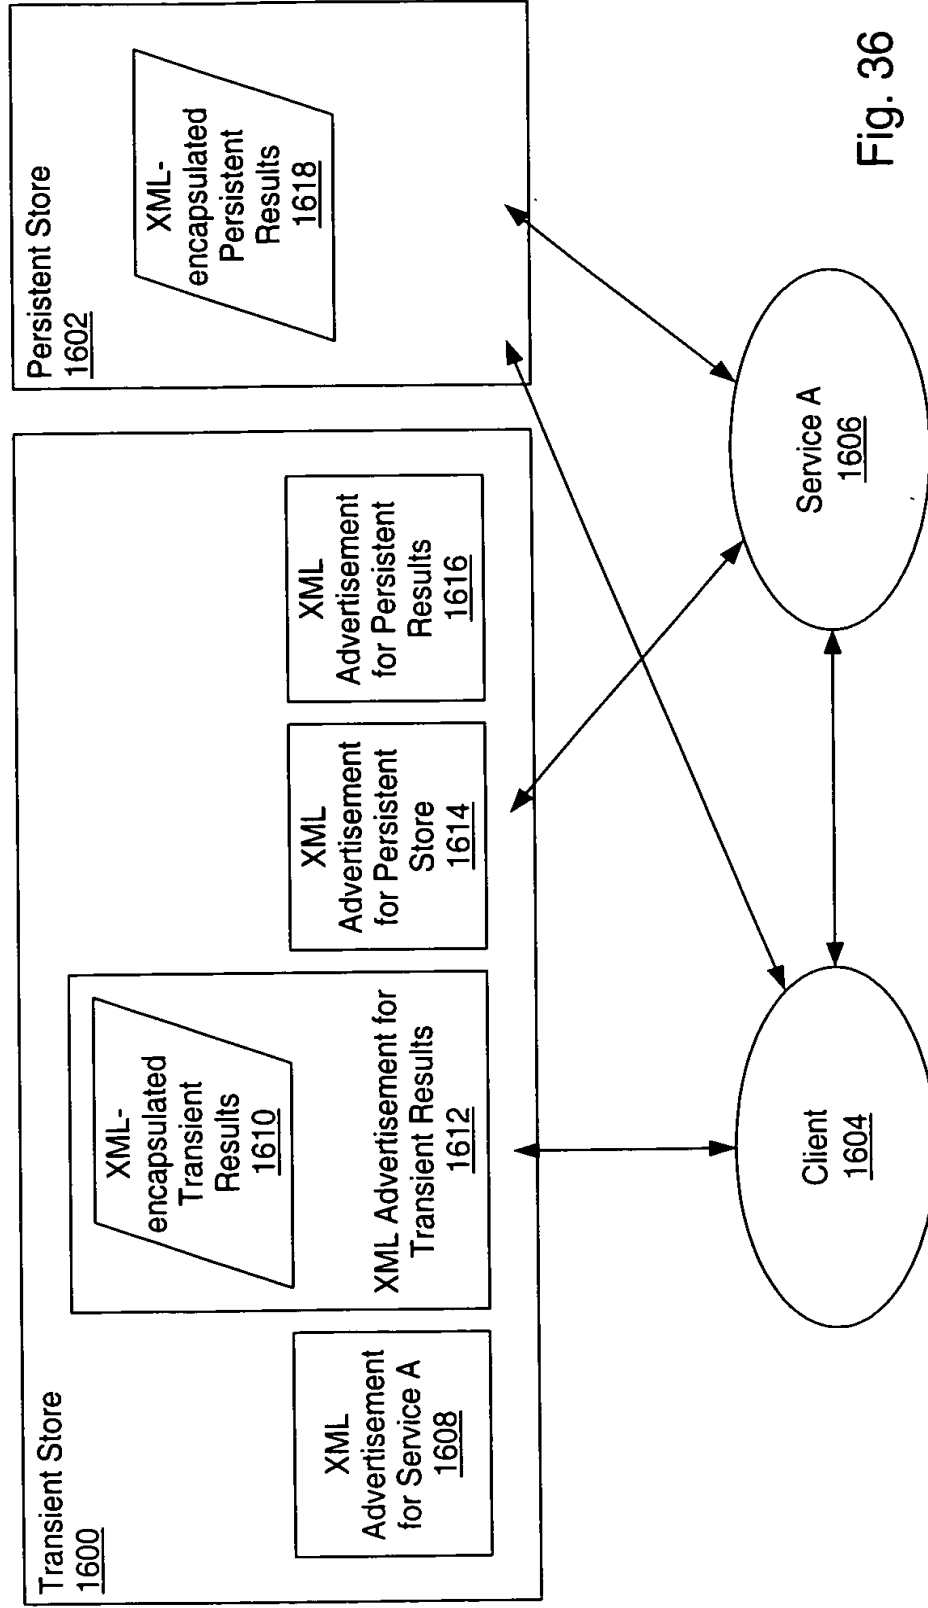 Transient Store
1600
XML
Advertisement
for Service A
1608
XML-
encapsulated
Transient
Results
1610
XML Advertisement for
Transient Results
1612
XML
Advertisement
for Persistent
Store
1614
XML
Advertisement
for Persistent
Results
1616
Persistent Store
1602
XML-
encapsulated
Persistent
Results
1618
Client
1604
Service A
1606
Fig. 36